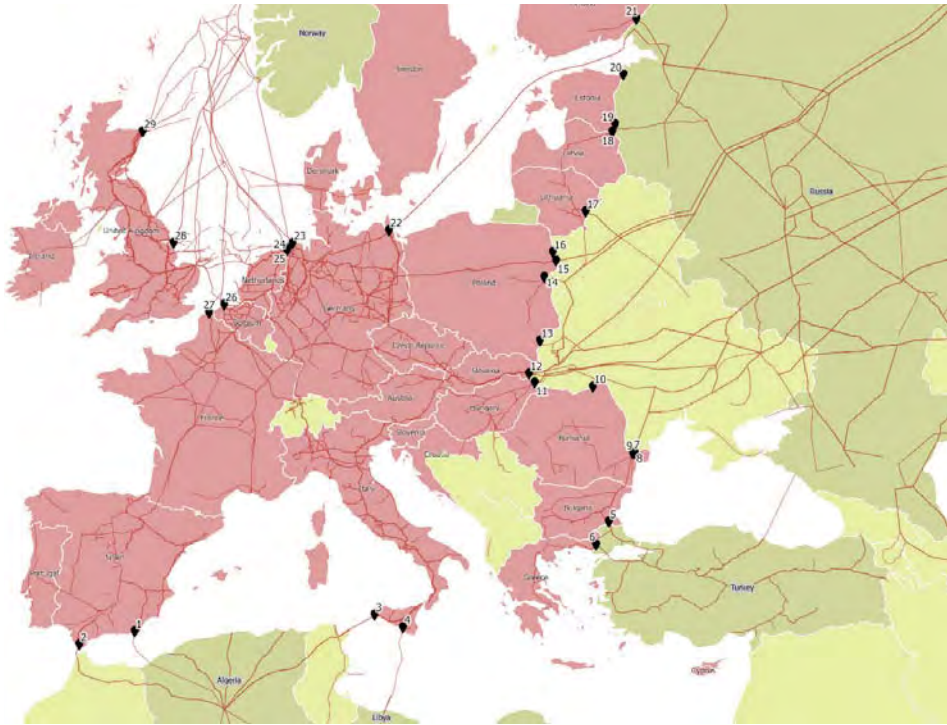 21
Norway
Sweden
20
Estonia
19
29
18
Latvia
Denmark
Russia
Lithuania
17
United Kingdom
22
28
23
24
16
Ireland
25
15
Netherlands
14
Poland
26
Germany
27
Belgium
13
Czech Republic
12
Slovakia
11
10
Austria
Hungary
France
Slovenia
Romania
Croatia
9
7
8
Italy
Bulgaria
5
6
Spain
Portugal
Greece
Turkey
3
1
4
2
Cyprus
Algeria
Libya